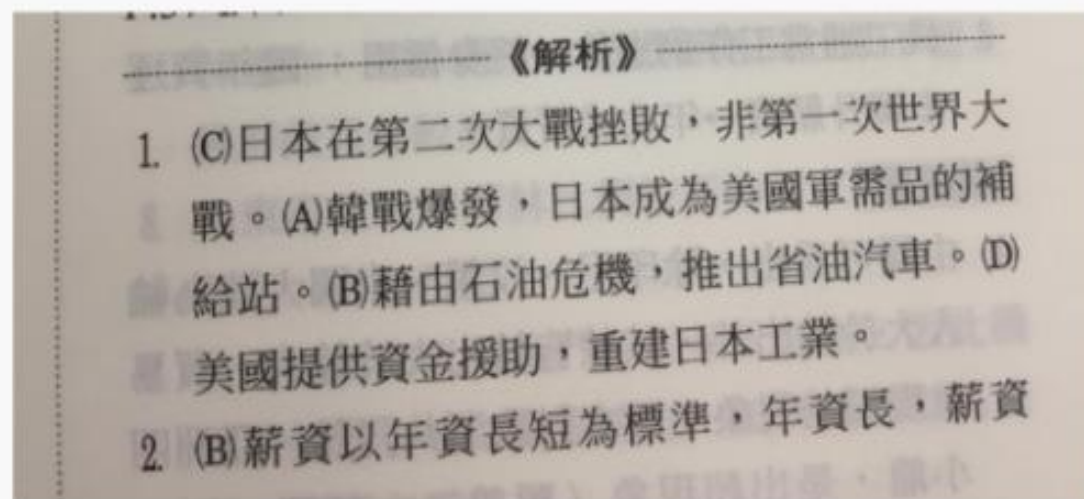 《解析》
1. (C)日本在第二次大戰挫敗，非第一次世界大
戰。(A)韓戰爆發，日本成為美國軍需品的補
給站。(B)藉由石油危機，推出省油汽車。(D)
美國提供資金援助，重建日本工業。
2. (B)薪資以年資長短為標準，年資長，薪資